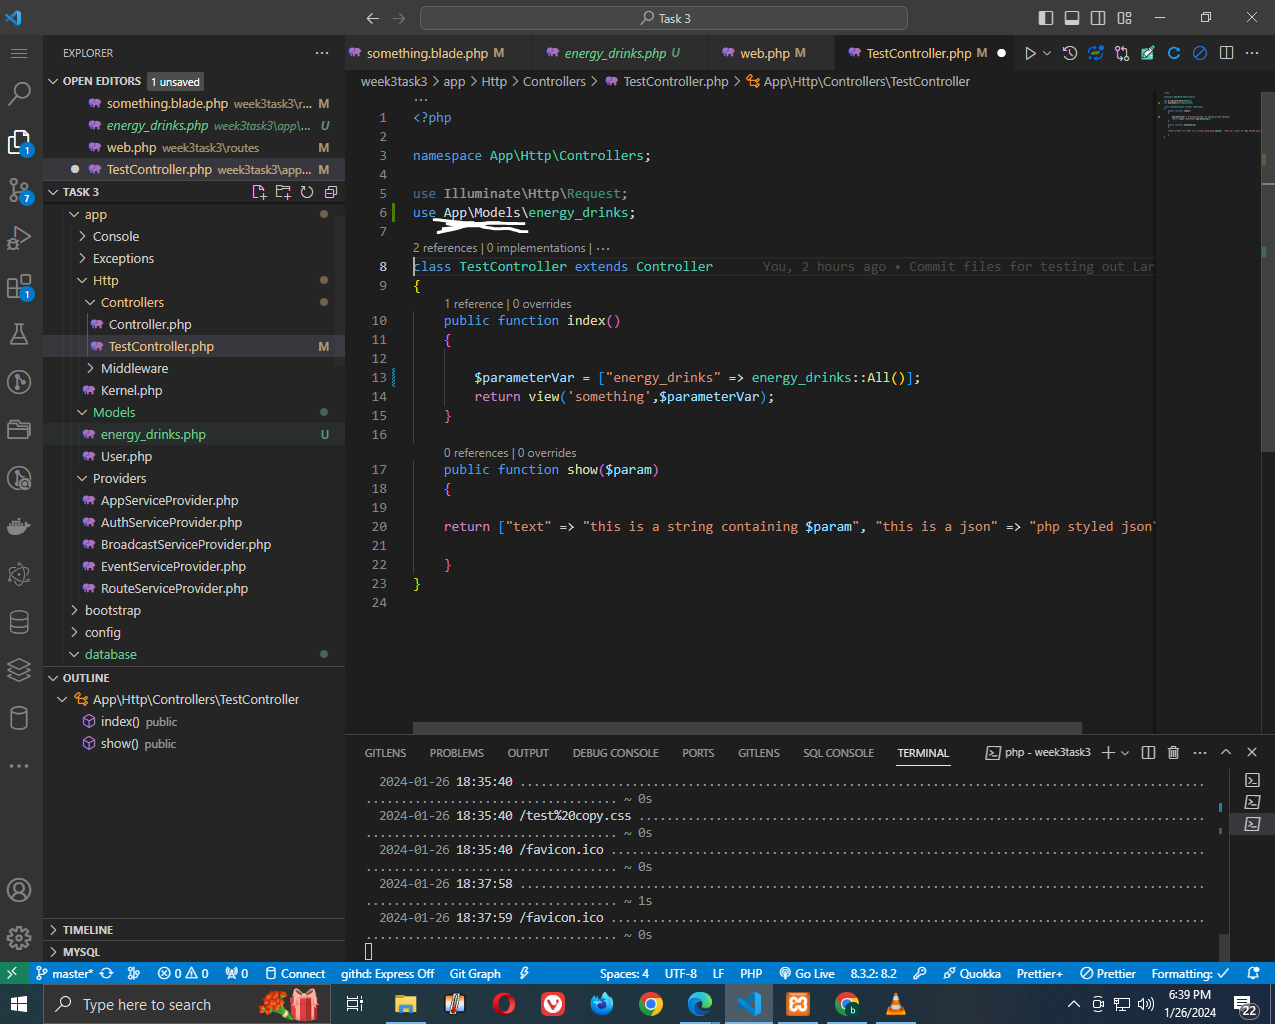 Task 3
EXPLORER
OPEN EDITORS 1 unsaved
something.blade.php week3task3\r... M
energy_drinks.php week3task3\app\... U
web.php week3task3\routes M
TestController.php week3task3\app... M
TASK 3
app
Console
Exceptions
Http
Controllers
Controller.php
TestController.php M
Middleware
Kernel.php
Models
energy_drinks.php U
User.php
Providers
AppServiceProvider.php
AuthServiceProvider.php
BroadcastServiceProvider.php
EventServiceProvider.php
RouteServiceProvider.php
bootstrap
config
database
OUTLINE
App\Http\Controllers\TestController
index() public
show() public
TIMELINE
MYSQL
1
7
1
something.blade.php M energy_drinks.php U web.php M TestController.php M
week3task3 > app > Http > Controllers > TestController.php > App\Http\Controllers\TestController
1 <?php
2
3 namespace App\Http\Controllers;
4
5 use Illuminate\Http\Request;
6 use App\Models\energy_drinks;
7
2 references | 0 implementations | ...
8 class TestController extends Controller You, 2 hours ago • Commit files for testing out Lar
9 {
1 reference | 0 overrides
10 public function index()
11 {
12
13 $parameterVar = ["energy_drinks" => energy_drinks::All()];
14 return view('something',$parameterVar);
15 }
16
0 references | 0 overrides
17 public function show($param)
18 {
19
20 return ["text" => "this is a string containing $param", "this is a json" => "php styled json"
21
22 }
23 }
24
GITLENS PROBLEMS OUTPUT DEBUG CONSOLE PORTS GITLENS SQL CONSOLE TERMINAL php - week3task3
2024-01-26 18:35:40 ........................................
........................................ ~ 0s
2024-01-26 18:35:40 /test%20copy.css ........................................
........................................ ~ 0s
2024-01-26 18:35:40 /favicon.ico ........................................
........................................ ~ 0s
2024-01-26 18:37:58 ........................................
........................................ ~ 1s
2024-01-26 18:37:59 /favicon.ico ........................................
........................................ ~ 0s
master* 0 0 0 Connect githd: Express Off Git Graph Spaces: 4 UTF-8 LF PHP Go Live 8.3.2: 8.2 Quokka Prettier+ Prettier Formatting:
Type here to search
6:39 PM
1/26/2024
22